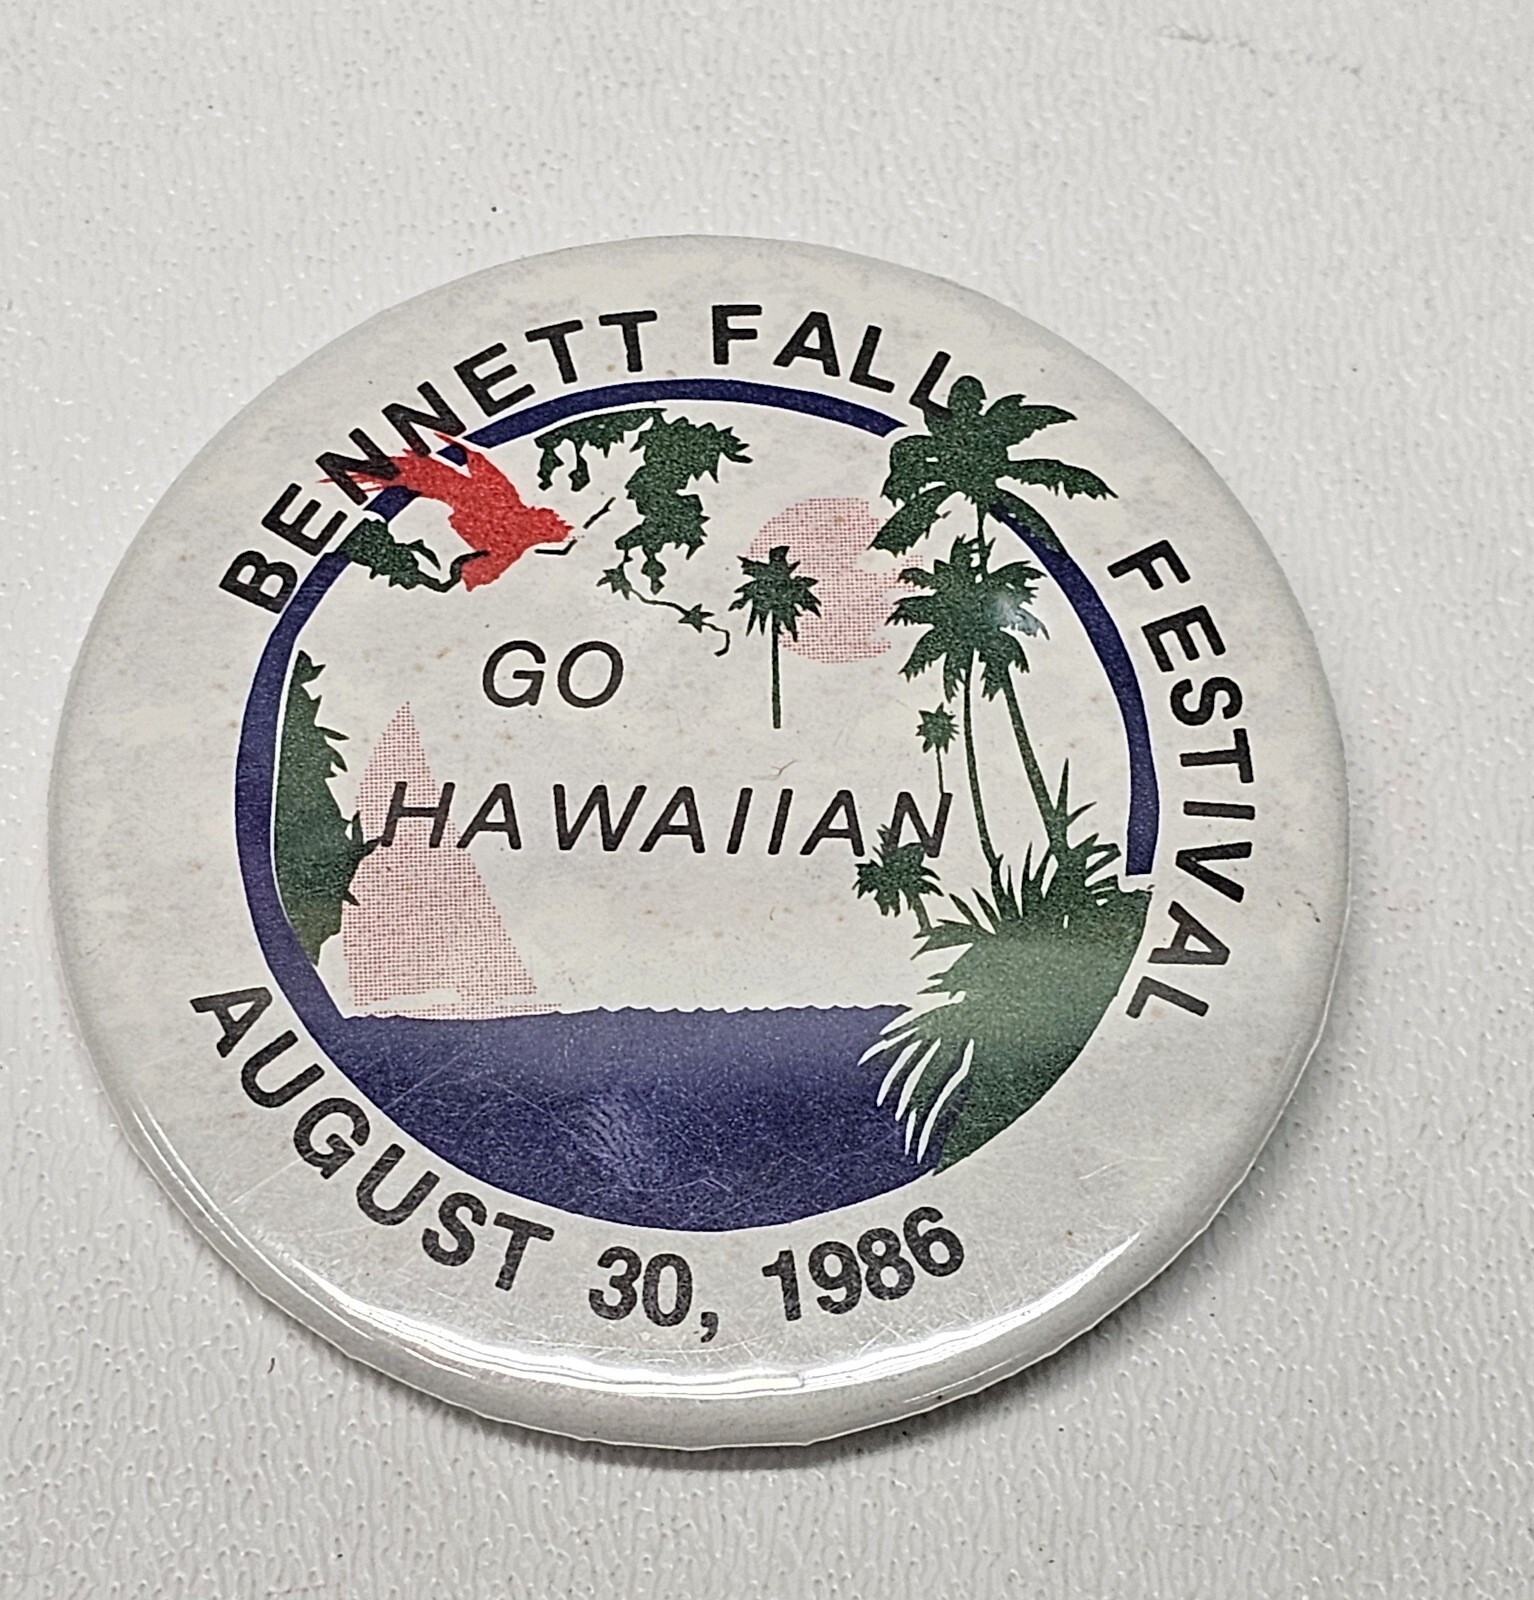 BENNETT FALL FESTIVAL
GO
HAWAIIAN
AUGUST 30, 1986